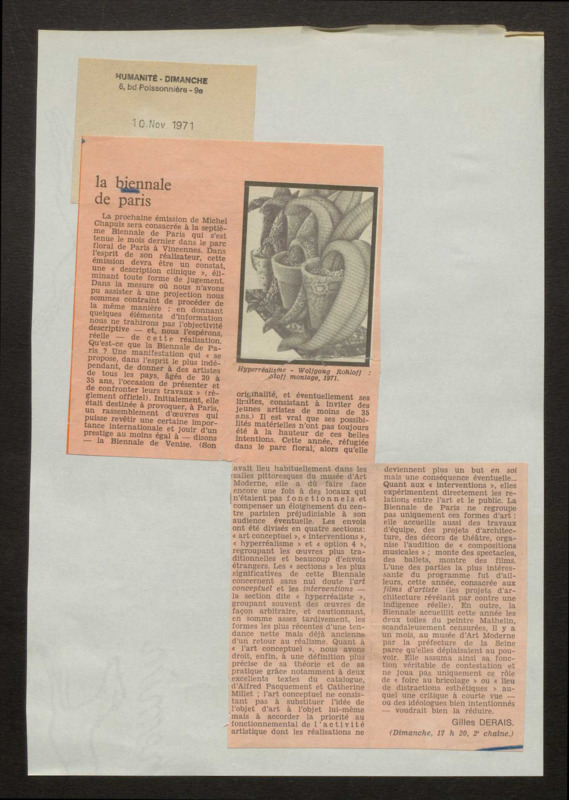 HUMANITÉ - DIMANCHE
6, bd Poissonnière - 9e
10 Nov 1971
la biennale
de paris
La prochaine émission de Michel
Chapuis sera consacrée à la septiè-
me Biennale de Paris qui s'est
tenue le mois dernier dans le parc
floral de Paris à Vincennes. Dans
l'esprit de son réalisateur, cette
émission devra être un constat,
une « description clinique », éli-
minant toute forme de jugement.
Dans la mesure où nous n'avons
pu assister à une projection nous
sommes contraint de procéder de
la même manière : en donnant
quelques éléments d'information
nous ne trahirons pas l'objectivité
descriptive — et, nous l'espérons,
réelle — de cette réalisation.
Qu'est-ce que la Biennale de Pa-
ris ? Une manifestation qui « se
propose, dans l'esprit le plus indé-
pendant, de donner à des artistes
de tous les pays, âgés de 20 à
35 ans, l'occasion de présenter et
de confronter leurs travaux » (rè-
glement officiel). Initialement, elle
était destinée à provoquer, à Paris,
un rassemblement d'œuvres qui
puisse revêtir une certaine impor-
tance internationale et jouir d'un
prestige au moins égal à — disons
— la Biennale de Venise. (Son
Hyperréalisme - Wolfgang Rohloff :
montage, 1971.
originalité, et éventuellement ses
limites, consistant à inviter des
jeunes artistes de moins de 35
ans.) Il est vrai que ses possibi-
lités matérielles n'ont pas toujours
été à la hauteur de ces belles
intentions. Cette année, réfugiée
dans le parc floral, alors qu'elle
avait lieu habituellement dans les
salles pittoresques du musée d'Art
Moderne, elle a dû faire face
encore une fois à des locaux qui
n'étaient pas fonctionnels et
compenser un éloignement du cen-
tre parisien préjudiciable à son
audience éventuelle. Les envois
ont été divisés en quatre sections:
« art conceptuel », « interventions »,
« hyperréalisme » et « option 4 »,
regroupant les œuvres plus tra-
ditionnelles et beaucoup d'envois
étrangers. Les « sections » les plus
significatives de cette Biennale
concernent sans nul doute l'art
conceptuel et les interventions —
la section dite « hyperréaliste »,
groupant souvent des œuvres de
façon arbitraire, et cautionnant,
en somme assez tardivement, les
formes les plus récentes d'une ten-
dance nette mais déjà ancienne
d'un retour au réalisme. Quant à
« l'art conceptuel », nous avons
droit, enfin, à une définition plus
précise de sa théorie et de sa
pratique grâce notamment à deux
excellents textes du catalogue,
d'Alfred Pacquement et Catherine
Millet ; l'art conceptuel ne consis-
tant pas à substituer l'idée de
l'objet d'art à l'objet lui-même
mais à accorder la priorité au
fonctionnemental de l'activité
artistique dont les réalisations ne
deviennent plus un but en soi
mais une conséquence éventuelle...
Quant aux « interventions », elles
expérimentent directement les re-
lations entre l'art et le public. La
Biennale de Paris ne regroupe
pas uniquement ces formes d'art :
elle accueille aussi des travaux
d'équipe, des projets d'architec-
ture, des décors de théâtre, orga-
nise l'audition de « compositions
musicales » ; monte des spectacles,
des ballets, montre des films.
L'une des parties la plus intéres-
sante du programme fut d'ail-
leurs, cette année, consacrée aux
films d'artiste (les projets d'ar-
chitecture révélant par contre une
indigence réelle). En outre, la
Biennale accueillit cette année les
deux toiles du peintre Mathelin,
scandaleusement censurées, il y a
un mois, au musée d'Art Moderne
par la préfecture de la Seine
parce qu'elles déplaisaient au pou-
voir. Elle assuma ainsi sa fonc-
tion véritable de contestation et
ne joua pas uniquement ce rôle
de « foire au bricolage » ou « lieu
de distractions esthétiques » au-
quel une critique à courte vue —
ou des idéologues bien intentionnés
— voudrait bien la réduire.
Gilles DERAIS.
(Dimanche, 17 h 20, 2e chaîne.)